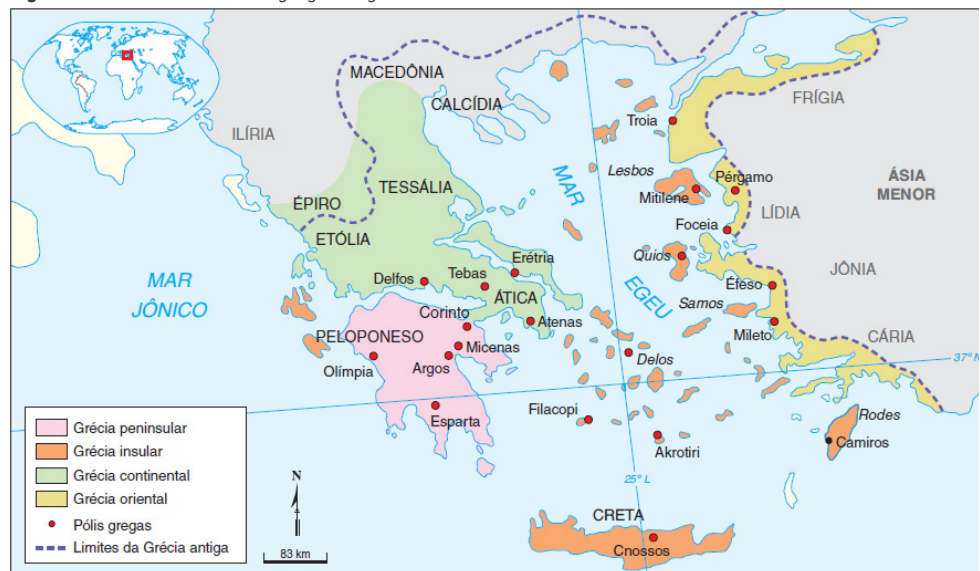 MACEDÔNIA
CALCÍDIA
ILÍRIA
FRÍGIA
Troia
TESSÁLIA
Lesbos
Mitilene
Pérgamo
ÁSIA
MENOR
LÍDIA
ÉPIRO
ETÓLIA
MAR
EGEU
Foceia
Erétria
Quios
Delfos
Tebas
JÔNIA
MAR
JÔNICO
ÁTICA
Éfeso
Samos
Corinto
Atenas
Mileto
PELOPONESO
Micenas
CÁRIA
Delos
37° N
Olímpia
Argos
Filacopi
Rodes
Esparta
Camiros
Akrotiri
25° L
CRETA
Cnossos
Grécia peninsular
Grécia insular
Grécia continental
Grécia oriental
Pólis gregas
Limites da Grécia antiga
N
83 km